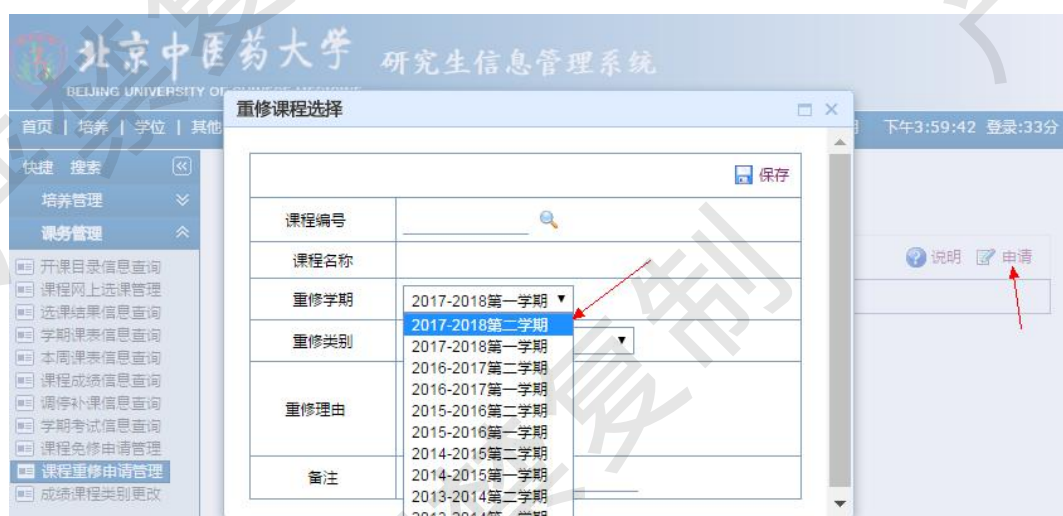 北京中医药大学 研究生信息管理系统
BEIJING UNIVERSITY OF CHINESE MEDICINE
重修课程选择
首页 | 培养 | 学位 | 其他
下午3:59:42 登录:33分
快捷 搜索
保存
培养管理
课程编号
课务管理
课程名称
开课目录信息查询
说明 申请
课程网上选课管理
重修学期 2017-2018第一学期
选课结果信息查询
2017-2018第二学期
学期课表信息查询
重修类别
2017-2018第一学期
本周课表信息查询
2016-2017第二学期
课程成绩信息查询
2016-2017第一学期
调停补课信息查询
重修理由
2015-2016第二学期
学期考试信息查询
2015-2016第一学期
课程免修申请管理
2014-2015第二学期
课程重修申请管理
备注
2014-2015第一学期
成绩课程类别更改
2013-2014第二学期